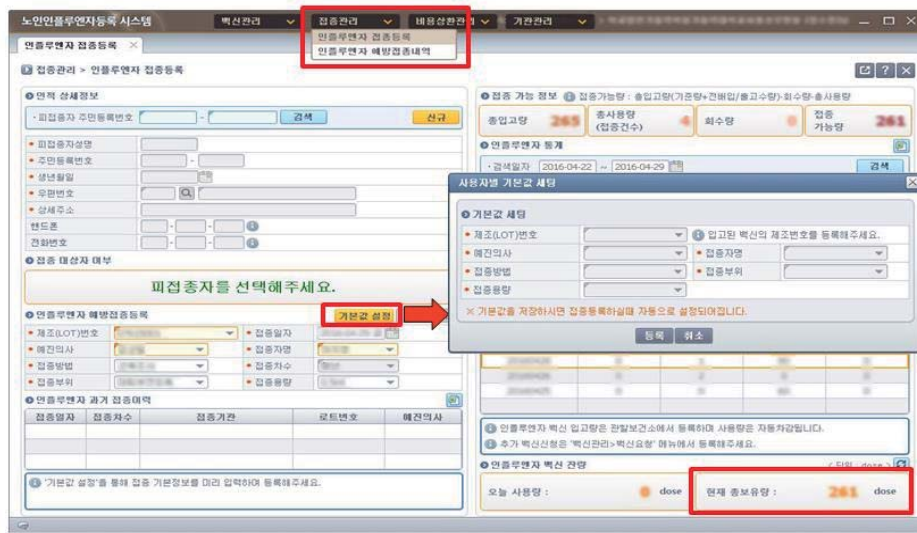 노인인플루엔자등록 시스템
백신관리 접종관리 비용상환관리 기관관리
인플루엔자 접종등록
인플루엔자 예방접종내역
인플루엔자 접종등록
접종관리 > 인플루엔자 접종등록
인적 상세정보
피접종자 주민등록번호 - 검색 신규
피접종자성명
주민등록번호 -
생년월일
우편번호
상세주소
핸드폰 - -
전화번호 - -
접종 대상자 여부
피접종자를 선택해주세요.
인플루엔자 예방접종등록 기본값 설정
제조(LOT)번호 접종일자
예진의사 접종자명
접종방법 접종차수
접종부위 접종용량
인플루엔자 과거 접종이력
접종일자 접종차수 접종기관 로트번호 예진의사
'기본값 설정'을 통해 접종 기본정보를 미리 입력하여 등록해주세요.
접종 가능 정보 접종가능량 : 총입고량(기준량+전배입/출고수량)-회수량-총사용량
총입고량 265 총사용량 (접종건수) 4 회수량 0 접종 가능량 261
인플루엔자 통계
검색일자 2016-04-22 ~ 2016-04-29 검색
사용자별 기본값 세팅
기본값 세팅
제조(LOT)번호 입고된 백신의 제조번호를 등록해주세요.
예진의사 접종자명
접종방법 접종부위
접종용량
※ 기본값을 저장하시면 접종등록하실때 자동으로 설정되어집니다.
등록 취소
인플루엔자 백신 입고량은 관할보건소에서 등록하며 사용량은 자동차감됩니다.
추가 백신신청은 '백신관리>백신요청' 메뉴에서 등록해주세요.
인플루엔자 백신 잔량 < 단위 : dose >
오늘 사용량 : 0 dose 현재 총보유량 : 261 dose